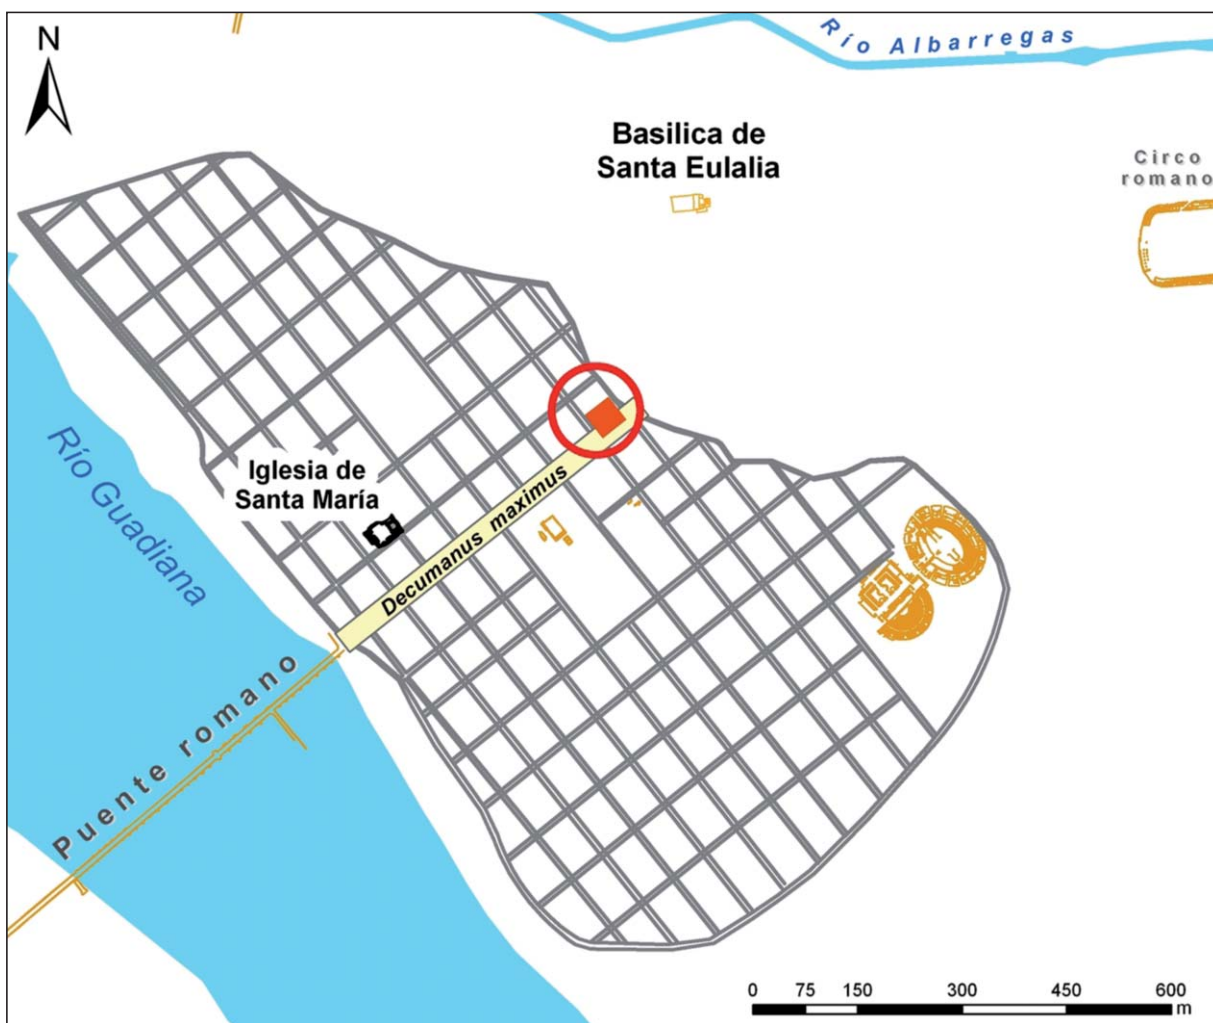 N
Río Albarregas
Basilica de
Santa Eulalia
Circo
romano
Río Guadiana
Iglesia de
Santa María
Decumanus maximus
Puente romano
0 75 150 300 450 600
m